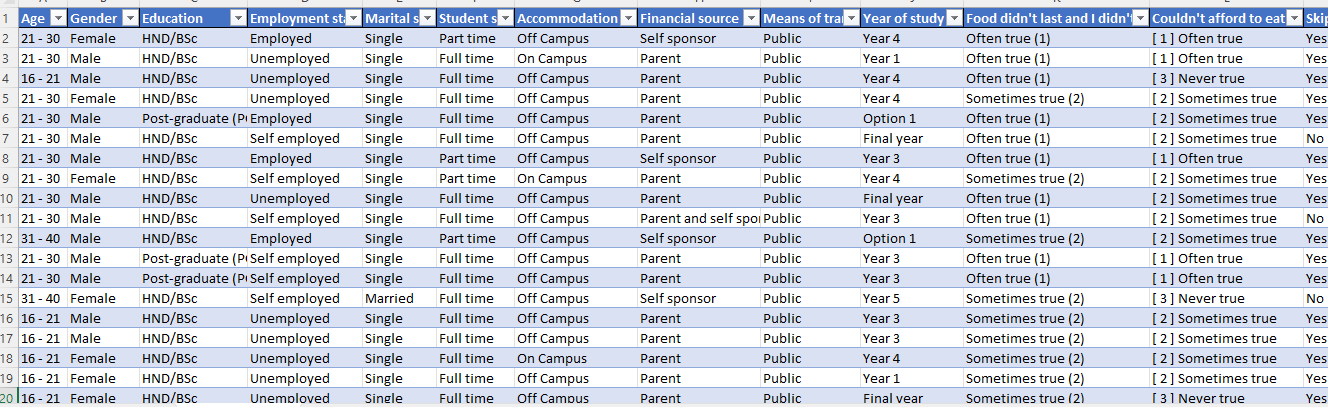 1 Age Gender Education Employment sta Marital s Student s Accommodation Financial source Means of tra Year of study Food didn't last and I didn't Couldn't afford to eat Skip
2 21 - 30 Female HND/BSc Employed Single Part time Off Campus Self sponsor Public Year 4 Often true (1) [ 1 ] Often true Yes
3 21 - 30 Male HND/BSc Unemployed Single Full time On Campus Parent Public Year 1 Often true (1) [ 1 ] Often true Yes
4 16 - 21 Male HND/BSc Unemployed Single Full time Off Campus Parent Public Year 4 Often true (1) [ 3 ] Never true Yes
5 21 - 30 Female HND/BSc Unemployed Single Full time Off Campus Parent Public Year 4 Sometimes true (2) [ 2 ] Sometimes true Yes
6 21 - 30 Male Post-graduate (P Employed Single Full time Off Campus Parent Public Option 1 Often true (1) [ 2 ] Sometimes true Yes
7 21 - 30 Male HND/BSc Self employed Single Full time Off Campus Parent Public Final year Often true (1) [ 2 ] Sometimes true No
8 21 - 30 Male HND/BSc Employed Single Part time Off Campus Self sponsor Public Year 3 Often true (1) [ 1 ] Often true Yes
9 21 - 30 Female HND/BSc Self employed Single Part time On Campus Parent Public Year 4 Sometimes true (2) [ 2 ] Sometimes true Yes
10 21 - 30 Male HND/BSc Unemployed Single Full time Off Campus Parent Public Final year Often true (1) [ 2 ] Sometimes true Yes
11 21 - 30 Male HND/BSc Self employed Single Full time Off Campus Parent and self spo Public Year 3 Often true (1) [ 2 ] Sometimes true No
12 31 - 40 Male HND/BSc Employed Single Part time Off Campus Self sponsor Public Option 1 Sometimes true (2) [ 2 ] Sometimes true Yes
13 21 - 30 Male Post-graduate (P Self employed Single Full time Off Campus Parent Public Year 3 Often true (1) [ 1 ] Often true Yes
14 21 - 30 Male Post-graduate (P Self employed Single Full time Off Campus Parent Public Year 3 Often true (1) [ 1 ] Often true Yes
15 31 - 40 Female HND/BSc Self employed Married Full time Off Campus Self sponsor Public Year 5 Sometimes true (2) [ 3 ] Never true No
16 16 - 21 Male HND/BSc Unemployed Single Full time Off Campus Parent Public Year 3 Sometimes true (2) [ 2 ] Sometimes true Yes
17 16 - 21 Male HND/BSc Unemployed Single Full time Off Campus Parent Public Year 3 Sometimes true (2) [ 2 ] Sometimes true Yes
18 16 - 21 Female HND/BSc Unemployed Single Full time On Campus Parent Public Year 4 Sometimes true (2) [ 2 ] Sometimes true Yes
19 16 - 21 Female HND/BSc Unemployed Single Full time Off Campus Parent Public Year 1 Sometimes true (2) [ 2 ] Sometimes true Yes
20 16 - 21 Female HND/BSc Unemployed Single Full time Off Campus Parent Public Final year Sometimes true (2) [ 3 ] Never true Yes